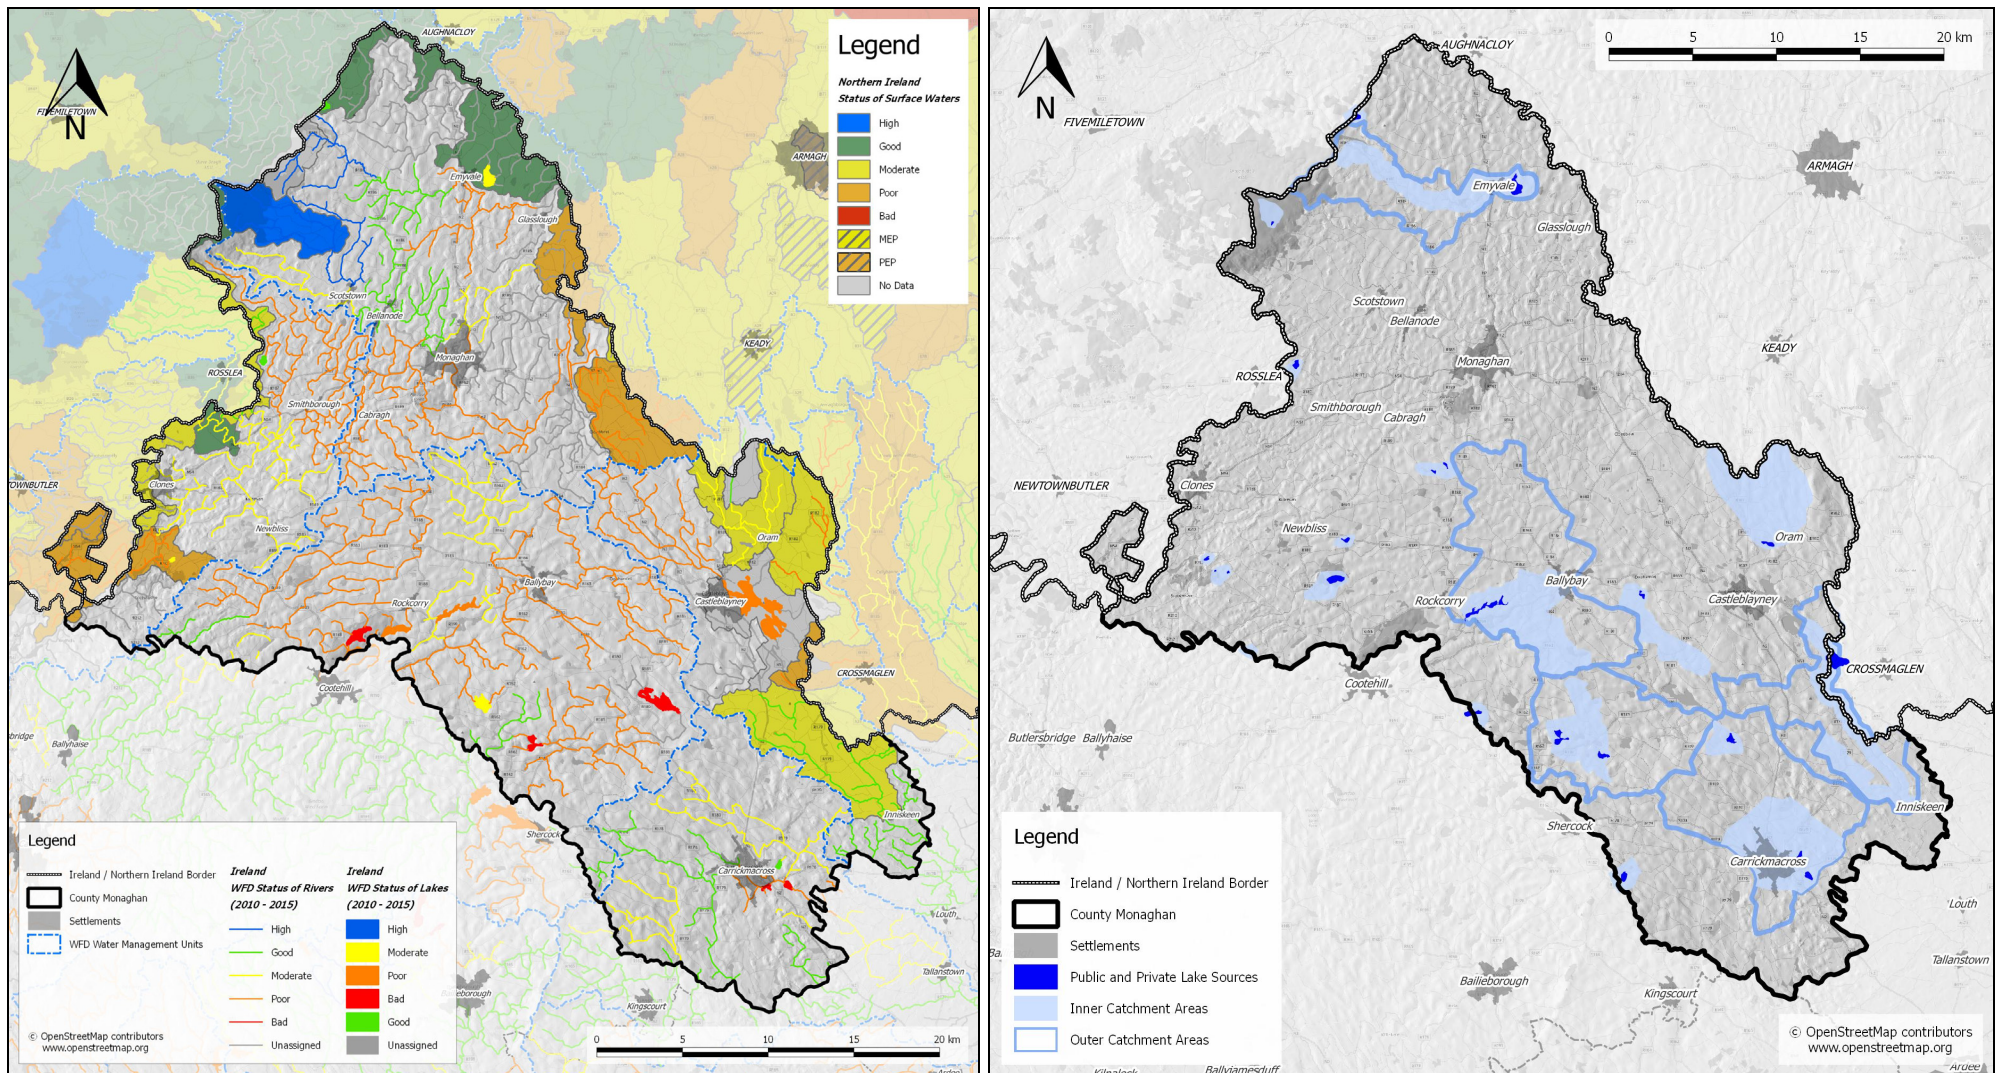 AUGHNACLOY
FIVEMILETOWN
N
ARMAGH
Emyvale
Glasslough
Scotstown
Bellanode
Monaghan
KEADY
ROSSLEA
Smithborough
Cabragh
Clones
TOWNBUTLER
Newbliss
Oram
Ballybay
Castleblayney
Rockcorry
CROSSMAGLEN
Cootehill
bridge
Ballyhaise
Inniskeen
Shercock
Carrickmacross
Louth
Tallanstown
Bailieborough
Kingscourt
Legend
Northern Ireland
Status of Surface Waters
High
Good
Moderate
Poor
Bad
MEP
PEP
No Data
Legend
Ireland / Northern Ireland Border
County Monaghan
Settlements
WFD Water Management Units
Ireland
WFD Status of Rivers
(2010 - 2015)
High
Good
Moderate
Poor
Bad
Unassigned
Ireland
WFD Status of Lakes
(2010 - 2015)
High
Moderate
Poor
Bad
Good
Unassigned
© OpenStreetMap contributors
www.openstreetmap.org
0 5 10 15 20 km
Ardee
0 5 10 15 20 km
AUGHNACLOY
N
FIVEMILETOWN
ARMAGH
Emyvale
Glasslough
Scotstown
Bellanode
KEADY
Monaghan
ROSSLEA
Smithborough
Cabragh
NEWTOWNBUTLER
Clones
Newbliss
Oram
Ballybay
Rockcorry
Castleblayney
CROSSMAGLEN
Cootehill
Butlersbridge
Ballyhaise
Inniskeen
Shercock
Carrickmacross
Louth
Ba
Tallanstown
Bailieborough
Kingscourt
Legend
Ireland / Northern Ireland Border
County Monaghan
Settlements
Public and Private Lake Sources
Inner Catchment Areas
Outer Catchment Areas
© OpenStreetMap contributors
www.openstreetmap.org
Kilnaleck
Ballyjamesduff
Ardee